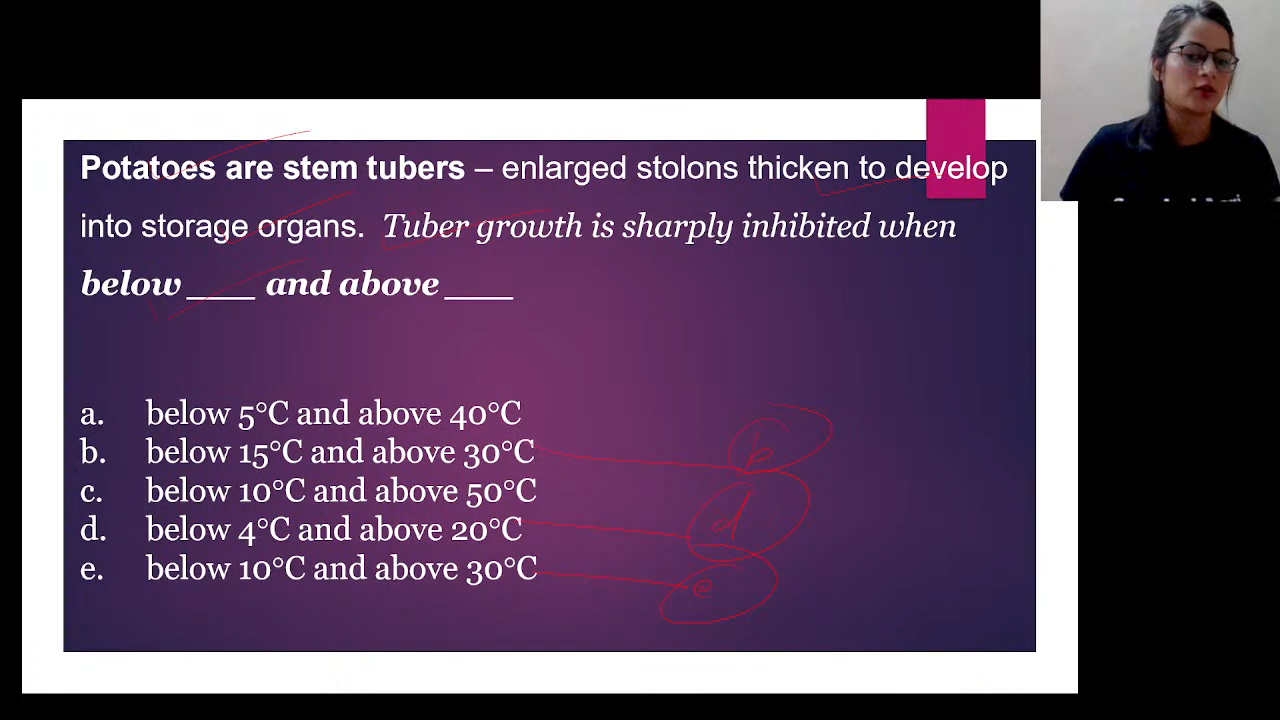 Potatoes are stem tubers – enlarged stolons thicken to develop
into storage organs. Tuber growth is sharply inhibited when
below ___ and above ___
a. below 5°C and above 40°C
b. below 15°C and above 30°C
c. below 10°C and above 50°C
d. below 4°C and above 20°C
e. below 10°C and above 30°C
b
d
e